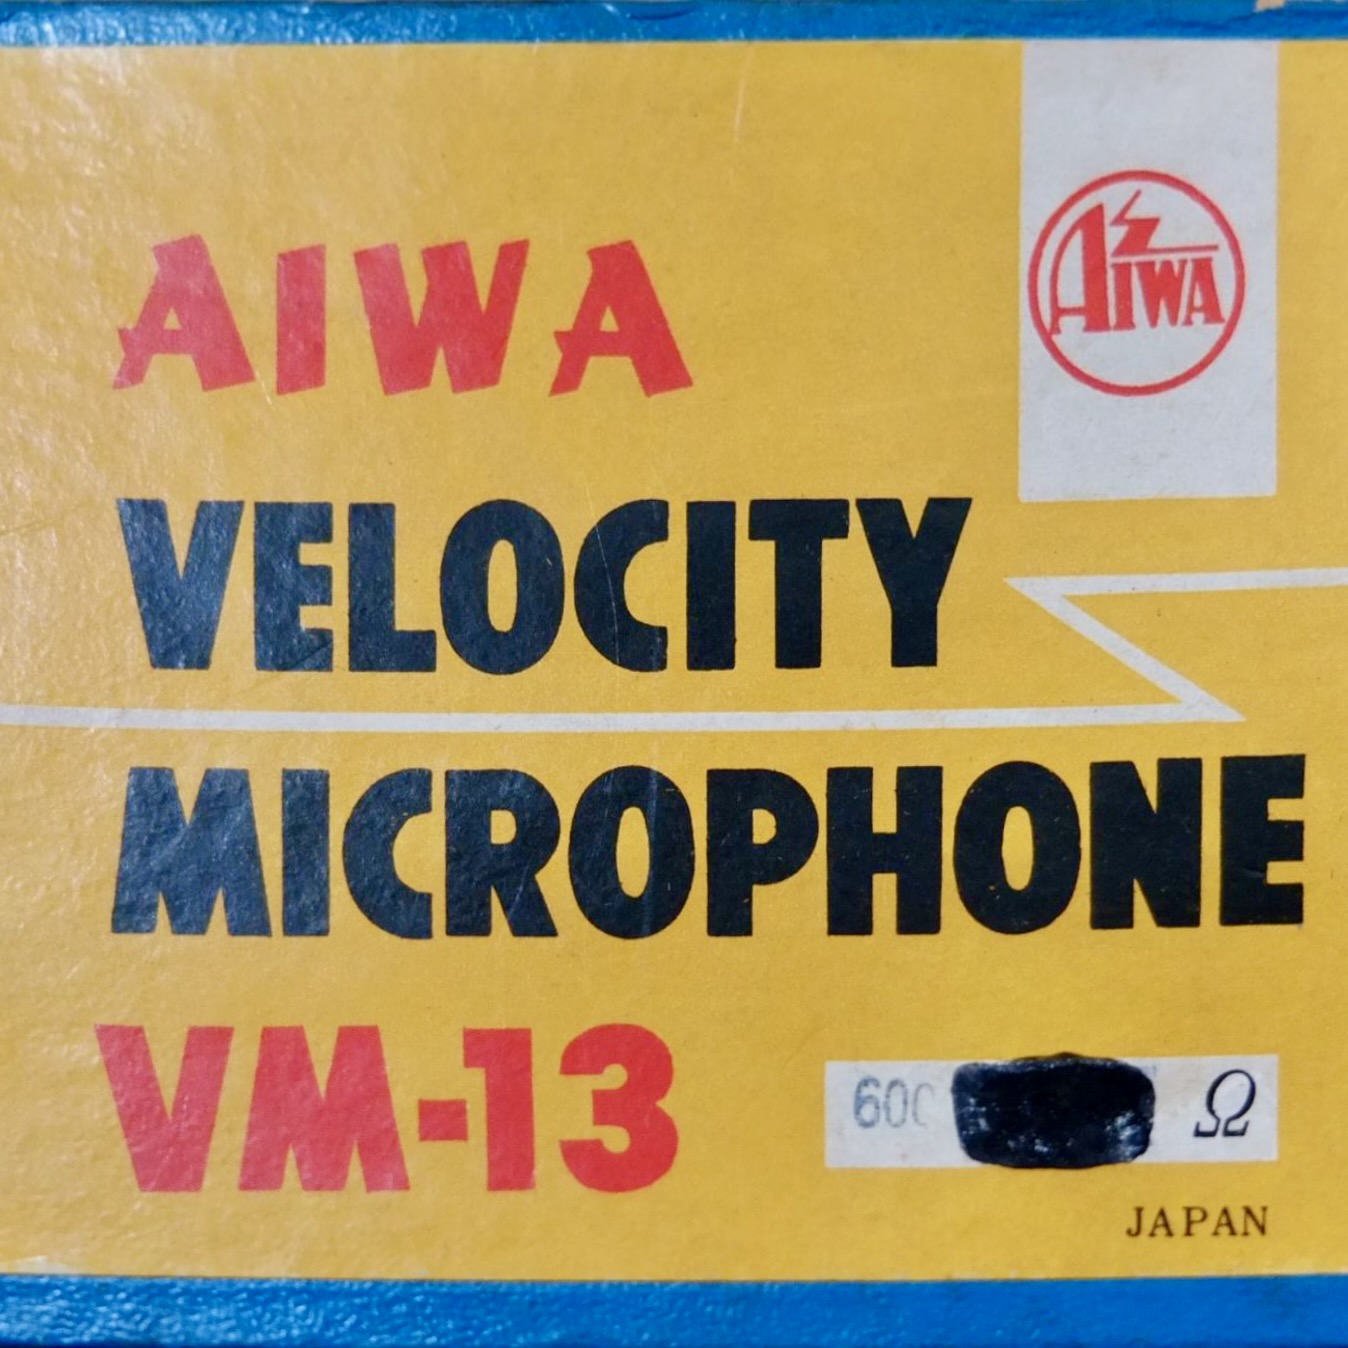 AIWA
AIWA
VELOCITY
MICROPHONE
VM-13
600 Ω
JAPAN